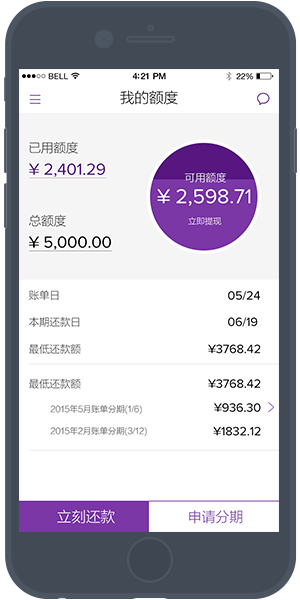 BELL 4:21 PM 22%
我的额度
已用额度
¥ 2,401.29
可用额度
¥ 2,598.71
立即提现
总额度
¥ 5,000.00
账单日 05/24
本期还款日 06/19
最低还款额 ¥3768.42
最低还款额 ¥3768.42
2015年5月账单分期(1/6) ¥936.30
2015年2月账单分期(3/12) ¥1832.12
立刻还款 申请分期